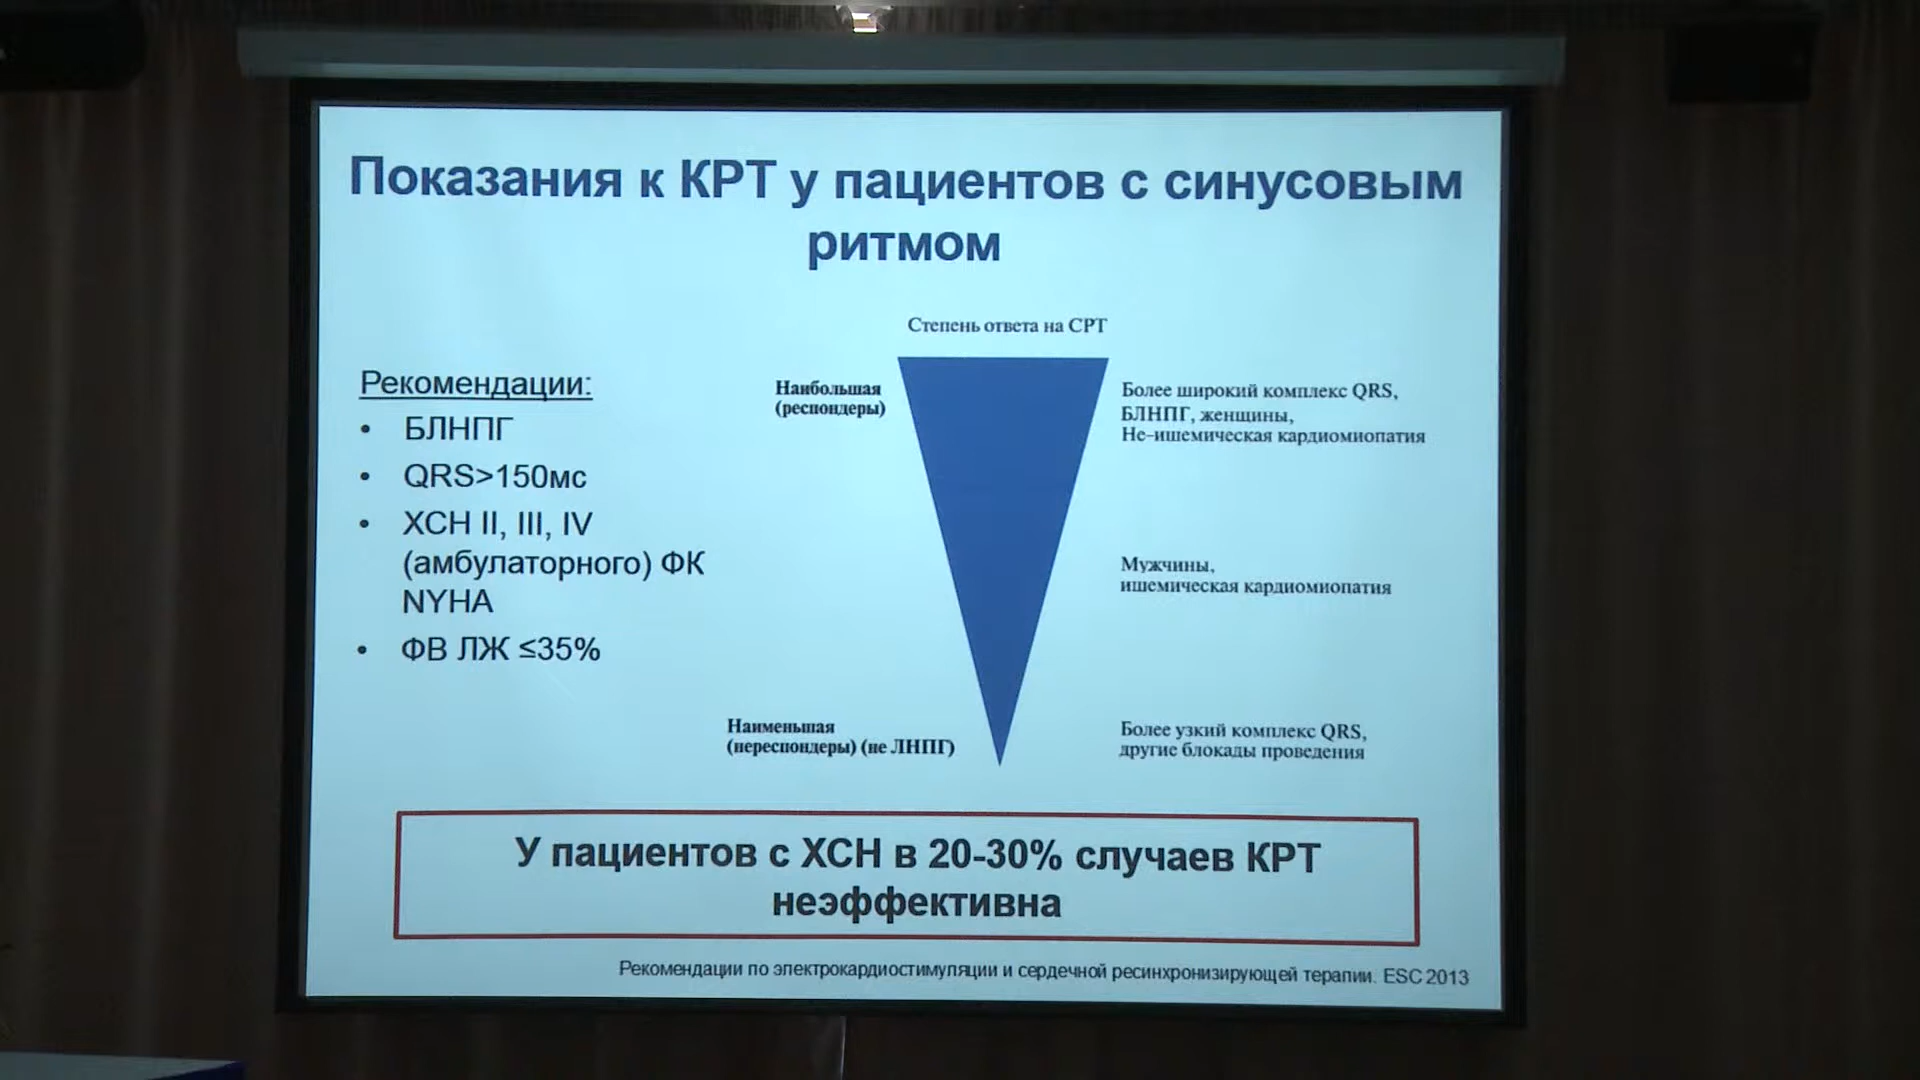 Показания к КРТ у пациентов с синусовым
ритмом
Рекомендации:
• БЛНПГ
• QRS>150мс
• ХСН II, III, IV
(амбулаторного) ФК
NYHA
• ФВ ЛЖ ≤35%
Степень ответа на СРТ
Наибольшая
(респондеры)
Более широкий комплекс QRS,
БЛНПГ, женщины,
Не-ишемическая кардиомиопатия
Мужчины,
ишемическая кардиомиопатия
Наименьшая
(нереспондеры) (не ЛНПГ)
Более узкий комплекс QRS,
другие блокады проведения
У пациентов с ХСН в 20-30% случаев КРТ
неэффективна
Рекомендации по электрокардиостимуляции и сердечной ресинхронизирующей терапии. ESC 2013